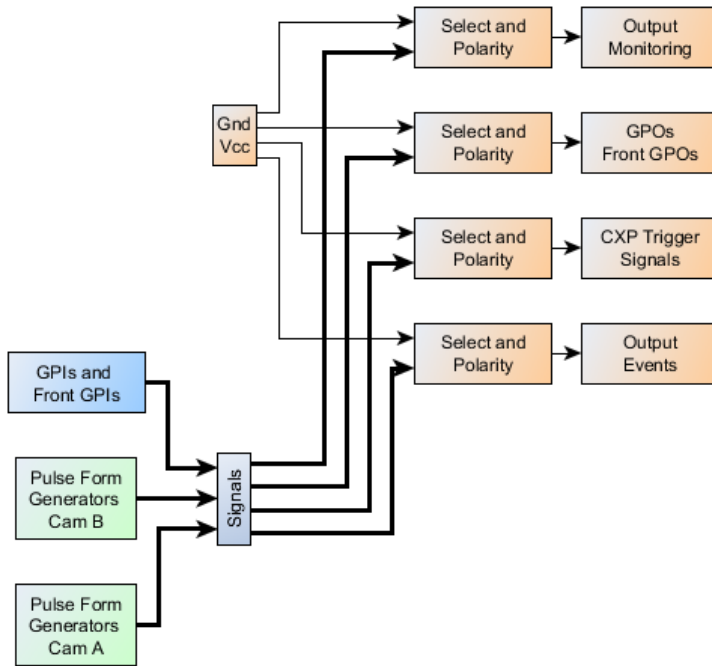 Select and
Polarity
Output
Monitoring
Gnd
Vcc
Select and
Polarity
GPOs
Front GPOs
Select and
Polarity
CXP Trigger
Signals
Select and
Polarity
Output
Events
GPIs and
Front GPIs
Pulse Form
Generators
Cam B
Signals
Pulse Form
Generators
Cam A